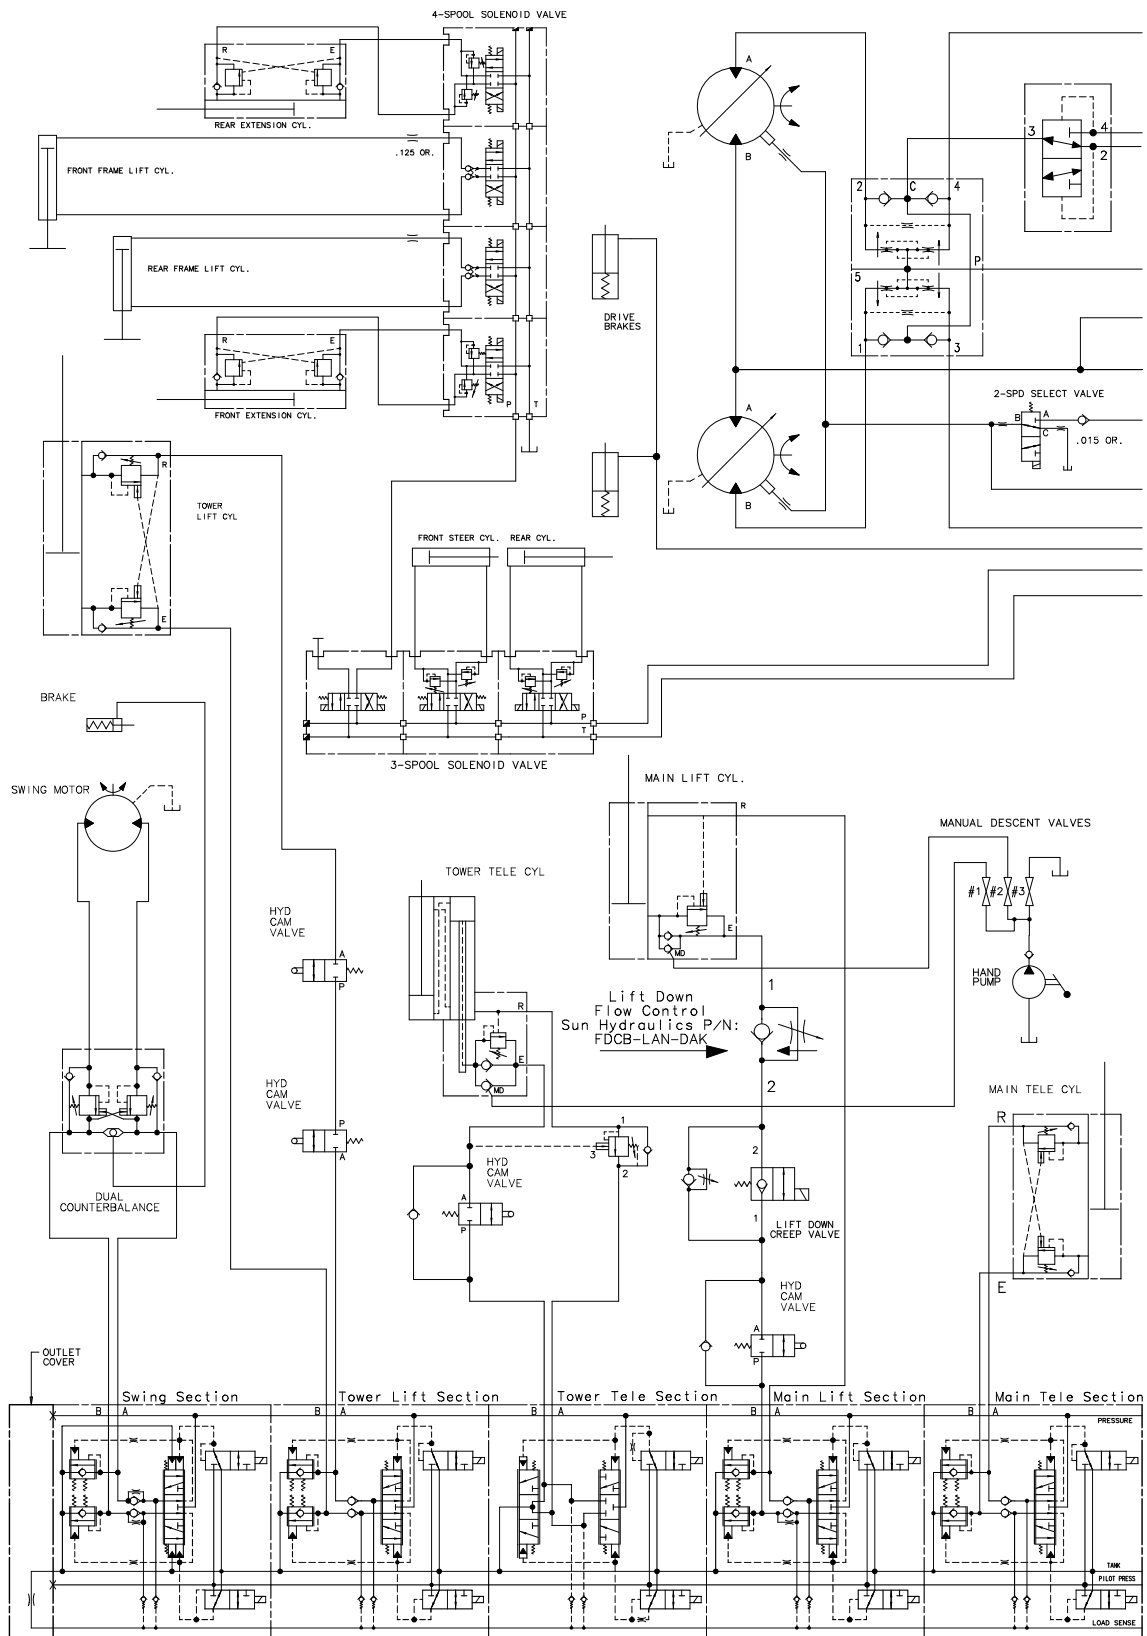 4-SPOOL SOLENOID VALVE
R
E
REAR EXTENSION CYL.
.125 OR.
FRONT FRAME LIFT CYL.
REAR FRAME LIFT CYL.
R
E
FRONT EXTENSION CYL.
P
T
A
B
A
B
DRIVE
BRAKES
2
C
4
P
5
1
3
3
4
2
2-SPD SELECT VALVE
B
A
C
.015 OR.
R
TOWER
LIFT CYL
E
FRONT STEER CYL.
REAR CYL.
P
T
3-SPOOL SOLENOID VALVE
BRAKE
SWING MOTOR
MAIN LIFT CYL.
R
E
MD
MANUAL DESCENT VALVES
#1
#2
#3
HAND
PUMP
TOWER TELE CYL
R
E
MD
HYD
CAM
VALVE
A
P
HYD
CAM
VALVE
P
A
1
Lift Down
Flow Control
Sun Hydraulics P/N:
FDCB-LAN-DAK
2
MAIN TELE CYL
R
E
DUAL
COUNTERBALANCE
1
3
2
HYD
CAM
VALVE
A
P
2
1
LIFT DOWN
CREEP VALVE
HYD
CAM
VALVE
A
P
OUTLET
COVER
Swing Section
Tower Lift Section
Tower Tele Section
Main Lift Section
Main Tele Section
B A
B A
B A
B A
B A
PRESSURE
TANK
PILOT PRESS
LOAD SENSE